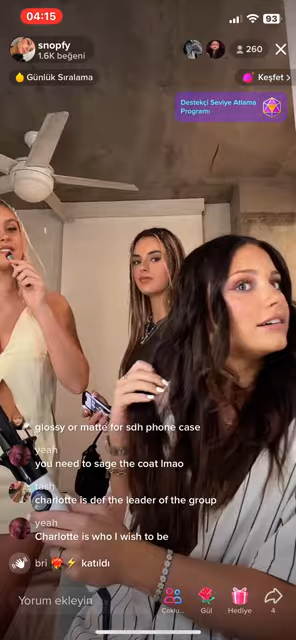 04:15
93
snopfy
1.6K beğeni
260
Günlük Sıralama
Keşfet
Destekçi Seviye Atlama
Programı
glossy or matte for sdh phone case
yeah
you need to sage the coat lmao
tash
charlotte is def the leader of the group
yeah
Charlotte is who I wish to be
bri katıldı
Yorum ekleyin
Çoklu...
Gül
Hediye
4